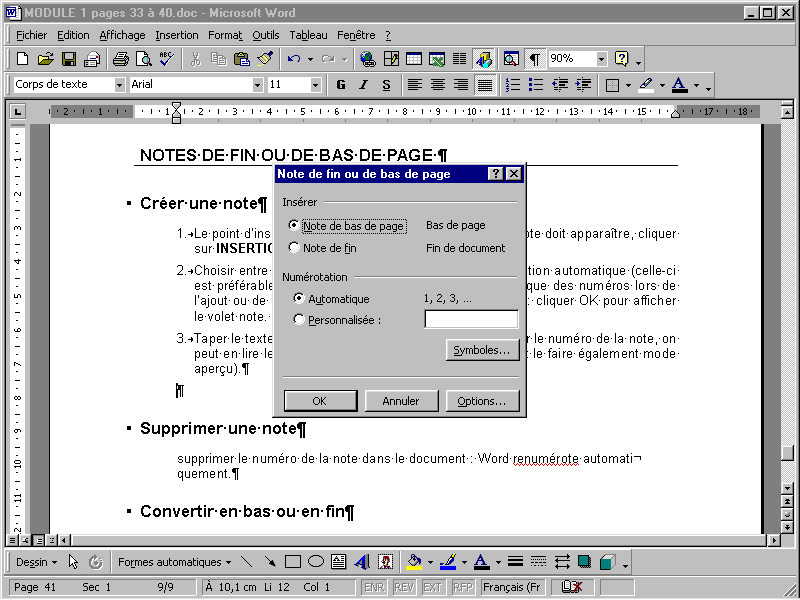 MODULE 1 pages 33 à 40.doc - Microsoft Word
Fichier Edition Affichage Insertion Format Outils Tableau Fenêtre ?
90%
Corps de texte Arial 11 G I S
2 1 1 2 3 4 5 6 7 8 9 10 11 12 13 14 15 16 17 18
NOTES·DE·FIN·OU·DE·BAS·DE·PAGE·¶
Note de fin ou de bas de page
Insérer
Note de bas de page Bas de page
Note de fin Fin de document
Numérotation
Automatique 1, 2, 3, ...
Personnalisée :
Symboles...
OK Annuler Options...
▪ Créer·une·note¶
1.→Le·point·d'ins te·doit·apparaître,·cliquer·
sur·INSERTIO
2.→Choisir·entre· tion·automatique·(celle-ci·
est·préférable que·des·numéros·lors·de·
l'ajout·ou·de· :·cliquer·OK·pour·afficher·
le·volet·note.·
3.→Taper·le·texte r·le·numéro·de·la·note,·on·
peut·en·lire·le t·le·faire·également·mode·
aperçu).¶
¶
▪ Supprimer·une·note¶
supprimer·le·numéro·de·la·note·dans·le·document·:·Word·renumérote·automati¬
quement.¶
▪ Convertir·en·bas·ou·en·fin¶
Dessin Formes automatiques
Page 41 Sec 1 9/9 À 10,1 cm Li 12 Col 1 ENR REV EXT RFP Français (Fr